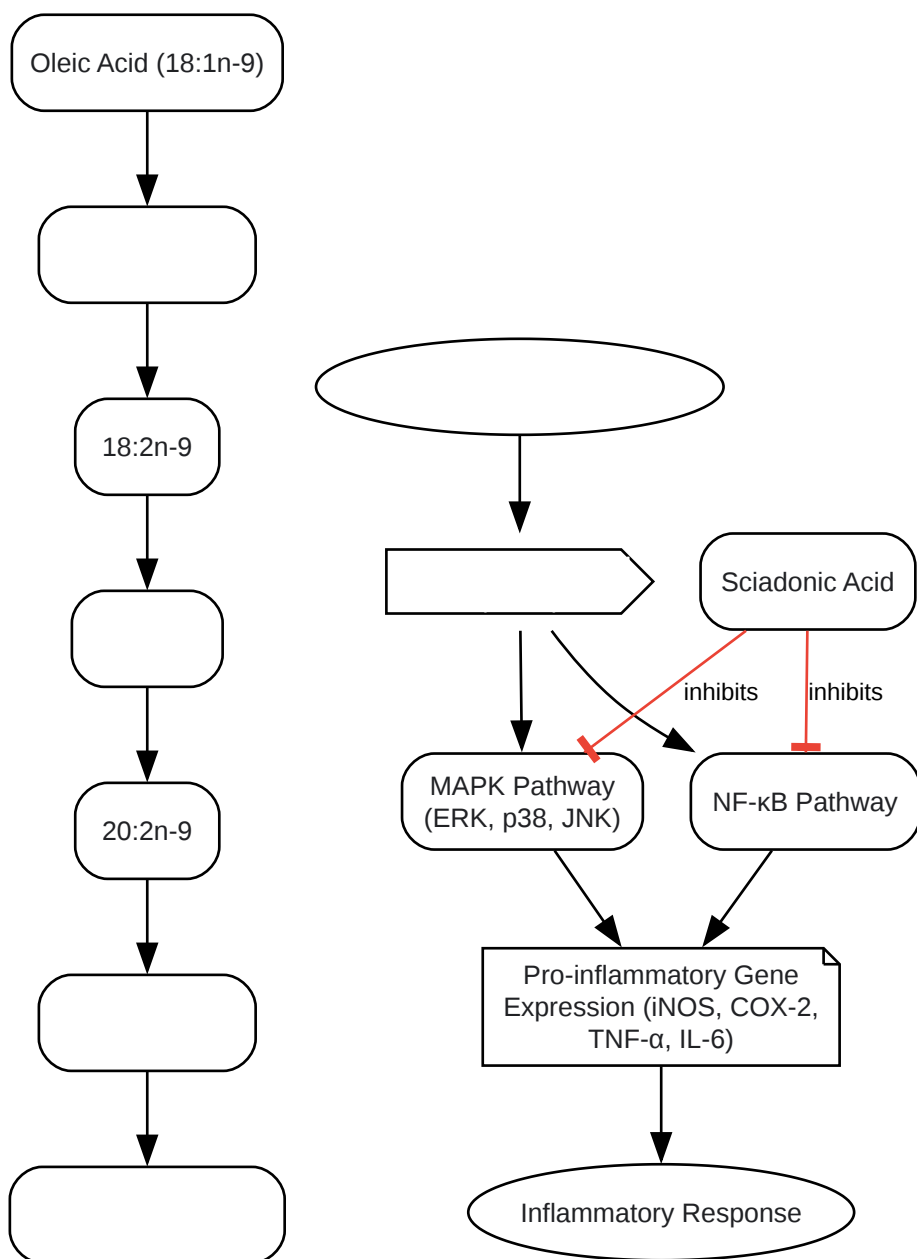 Oleic Acid (18:1n-9)
18:2n-9
20:2n-9
Sciadonic Acid
inhibits
inhibits
MAPK Pathway
(ERK, p38, JNK)
NF-κB Pathway
Pro-inflammatory Gene
Expression (iNOS, COX-2,
TNF-α, IL-6)
Inflammatory Response